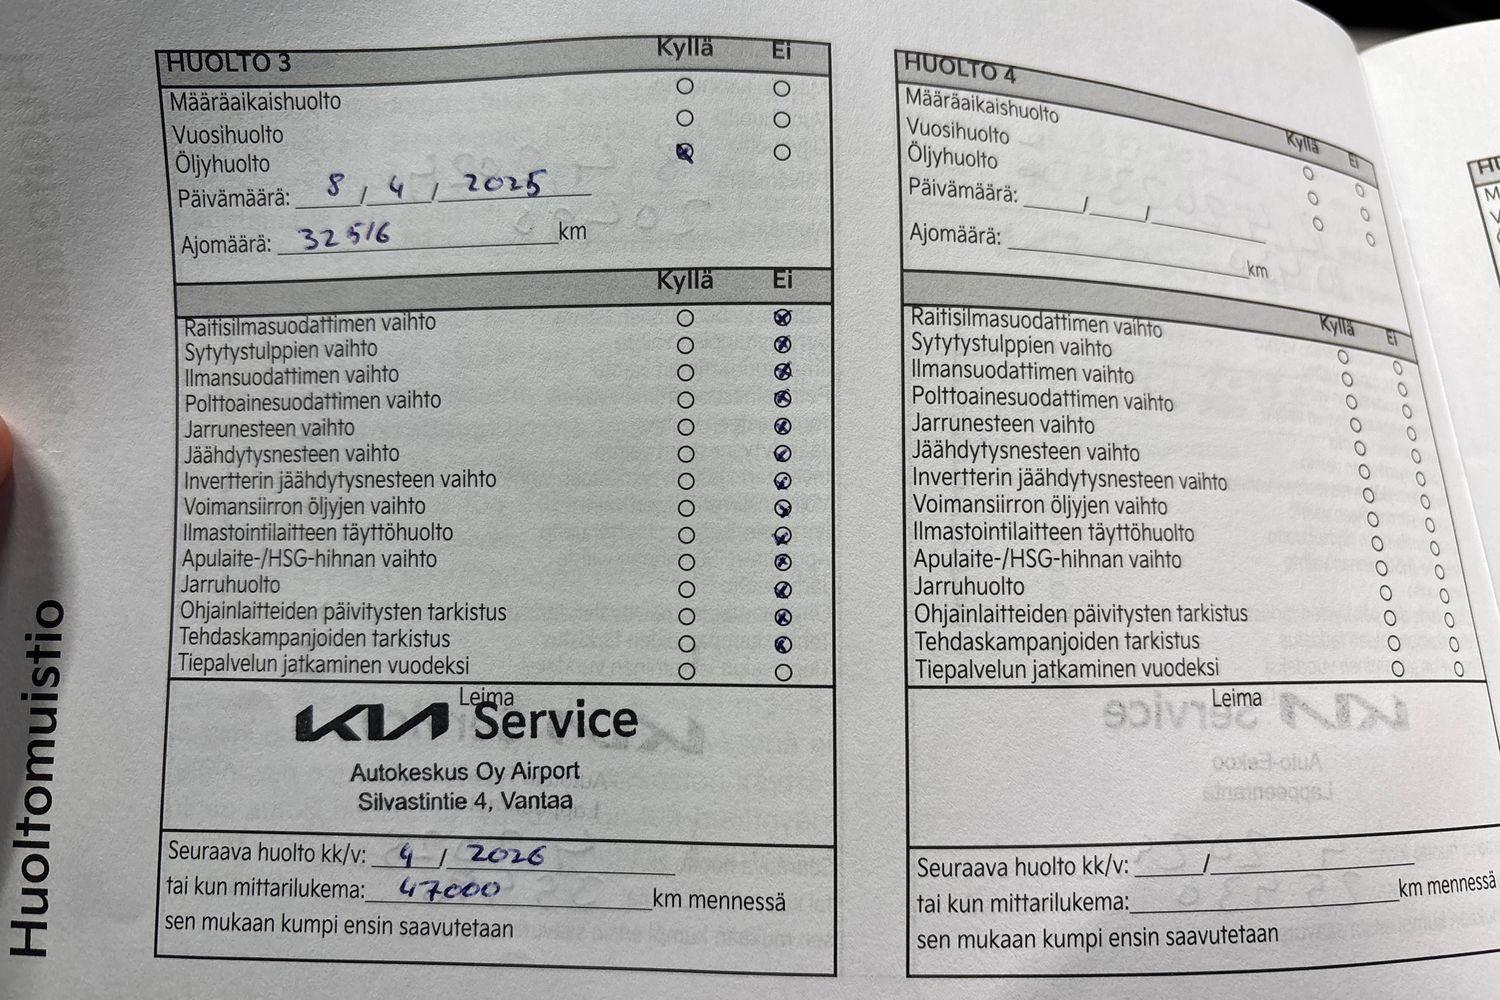 Huoltomuistio
HUOLTO 3 Kyllä Ei
Määräaikaishuolto
Vuosihuolto
Öljyhuolto
Päivämäärä: 8 / 4 / 2025
Ajomäärä: 32516 km
Kyllä Ei
Raitisilmasuodattimen vaihto
Sytytystulppien vaihto
Ilmansuodattimen vaihto
Polttoainesuodattimen vaihto
Jarrunesteen vaihto
Jäähdytysnesteen vaihto
Invertterin jäähdytysnesteen vaihto
Voimansiirron öljyjen vaihto
Ilmastointilaitteen täyttöhuolto
Apulaite-/HSG-hihnan vaihto
Jarruhuolto
Ohjainlaitteiden päivitysten tarkistus
Tehdaskampanjoiden tarkistus
Tiepalvelun jatkaminen vuodeksi
Leima
KIA Service
Autokeskus Oy Airport
Silvastintie 4, Vantaa
Seuraava huolto kk/v: 4 / 2026
tai kun mittarilukema: 47000 km mennessä
sen mukaan kumpi ensin saavutetaan
HUOLTO 4 Kyllä Ei
Määräaikaishuolto
Vuosihuolto
Öljyhuolto
Päivämäärä: / /
Ajomäärä: km
Kyllä Ei
Raitisilmasuodattimen vaihto
Sytytystulppien vaihto
Ilmansuodattimen vaihto
Polttoainesuodattimen vaihto
Jarrunesteen vaihto
Jäähdytysnesteen vaihto
Invertterin jäähdytysnesteen vaihto
Voimansiirron öljyjen vaihto
Ilmastointilaitteen täyttöhuolto
Apulaite-/HSG-hihnan vaihto
Jarruhuolto
Ohjainlaitteiden päivitysten tarkistus
Tehdaskampanjoiden tarkistus
Tiepalvelun jatkaminen vuodeksi
Leima
Seuraava huolto kk/v: /
tai kun mittarilukema: km mennessä
sen mukaan kumpi ensin saavutetaan